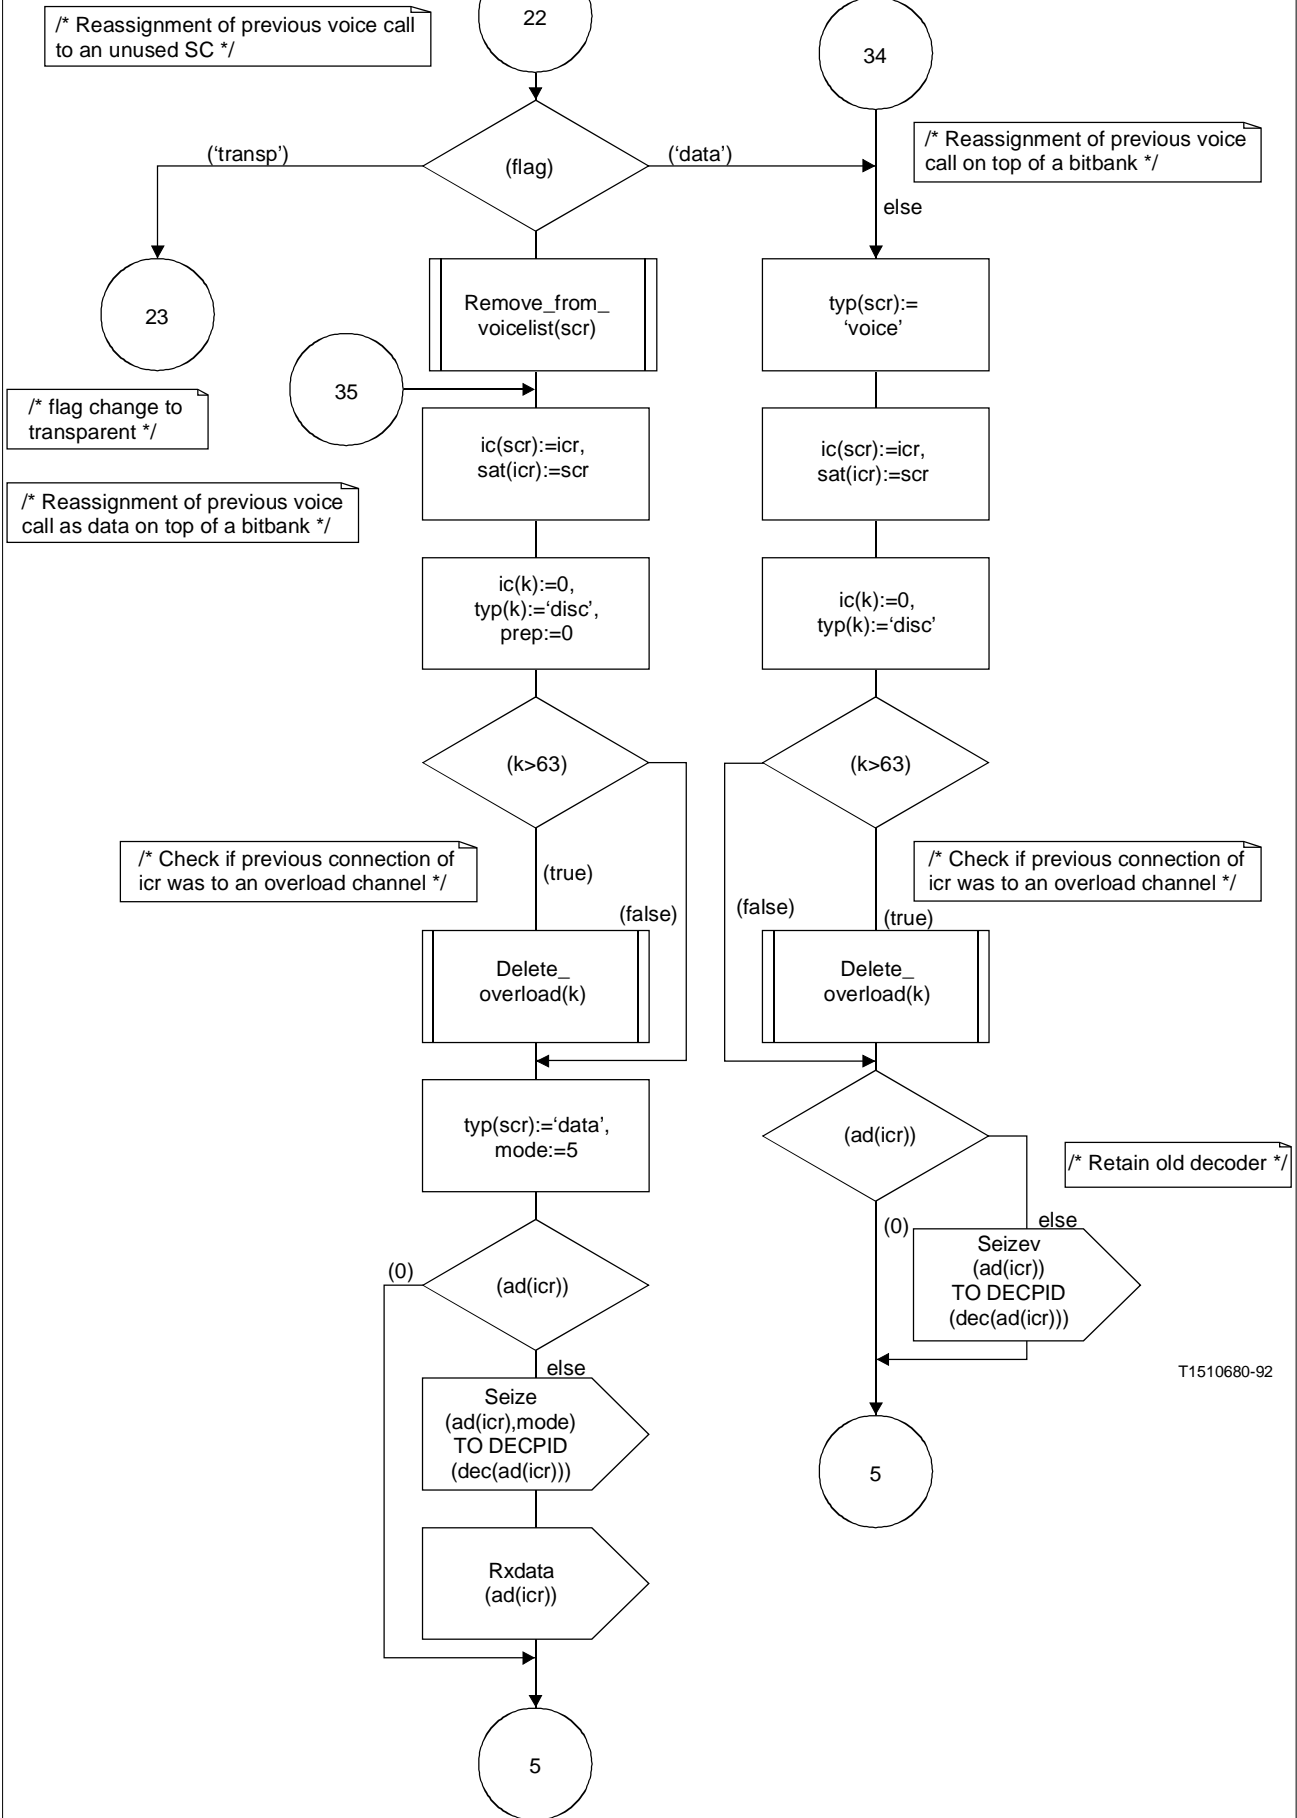 /* Reassignment of previous voice call
to an unused SC */
22
34
(‘transp’)
(flag)
(‘data’)
/* Reassignment of previous voice
call on top of a bitbank */
else
23
Remove_from_
voicelist(scr)
typ(scr):=
‘voice’
35
/* flag change to
transparent */
ic(scr):=icr,
sat(icr):=scr
ic(scr):=icr,
sat(icr):=scr
/* Reassignment of previous voice
call as data on top of a bitbank */
ic(k):=0,
typ(k):=‘disc’,
prep:=0
ic(k):=0,
typ(k):=‘disc’
(k>63)
(k>63)
/* Check if previous connection of
icr was to an overload channel */
(true)
(false)
/* Check if previous connection of
icr was to an overload channel */
(false)
(true)
Delete_
overload(k)
Delete_
overload(k)
typ(scr):=‘data’,
mode:=5
(ad(icr))
/* Retain old decoder */
(0)
else
Seizev
(ad(icr))
TO DECPID
(dec(ad(icr)))
(0)
(ad(icr))
else
Seize
(ad(icr),mode)
TO DECPID
(dec(ad(icr)))
T1510680-92
5
Rxdata
(ad(icr))
5